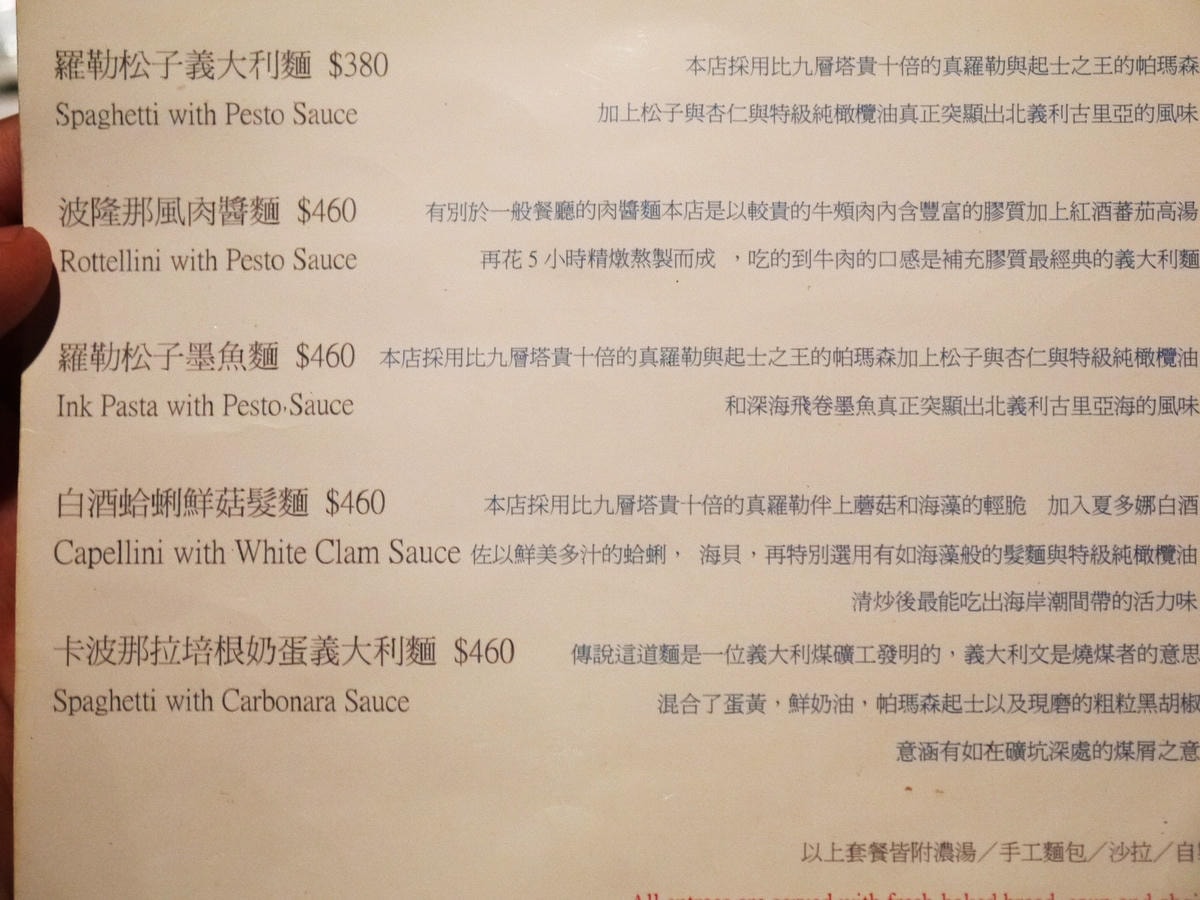 羅勒松子義大利麵 $380 本店採用比九層塔貴十倍的真羅勒與起士之王的帕瑪森
Spaghetti with Pesto Sauce 加上松子與杏仁與特級純橄欖油真正突顯出北義利古里亞的風味
波隆那風肉醬麵 $460 有別於一般餐廳的肉醬麵本店是以較貴的牛頰肉內含豐富的膠質加上紅酒蕃茄高湯
Rottellini with Pesto Sauce 再花 5 小時精燉熬製而成 ，吃的到牛肉的口感是補充膠質最經典的義大利麵
羅勒松子墨魚麵 $460 本店採用比九層塔貴十倍的真羅勒與起士之王的帕瑪森加上松子與杏仁與特級純橄欖油
Ink Pasta with Pesto Sauce 和深海飛卷墨魚真正突顯出北義利古里亞海的風味
白酒蛤蜊鮮菇髮麵 $460 本店採用比九層塔貴十倍的真羅勒伴上蘑菇和海藻的輕脆 加入夏多娜白酒
Capellini with White Clam Sauce 佐以鮮美多汁的蛤蜊， 海貝，再特別選用有如海藻般的髮麵與特級純橄欖油
清炒後最能吃出海岸潮間帶的活力味
卡波那拉培根奶蛋義大利麵 $460 傳說這道麵是一位義大利煤礦工發明的，義大利文是燒煤者的意思
Spaghetti with Carbonara Sauce 混合了蛋黃，鮮奶油，帕瑪森起士以及現磨的粗粒黑胡椒
意涵有如在礦坑深處的煤屑之意
以上套餐皆附濃湯／手工麵包／沙拉／自